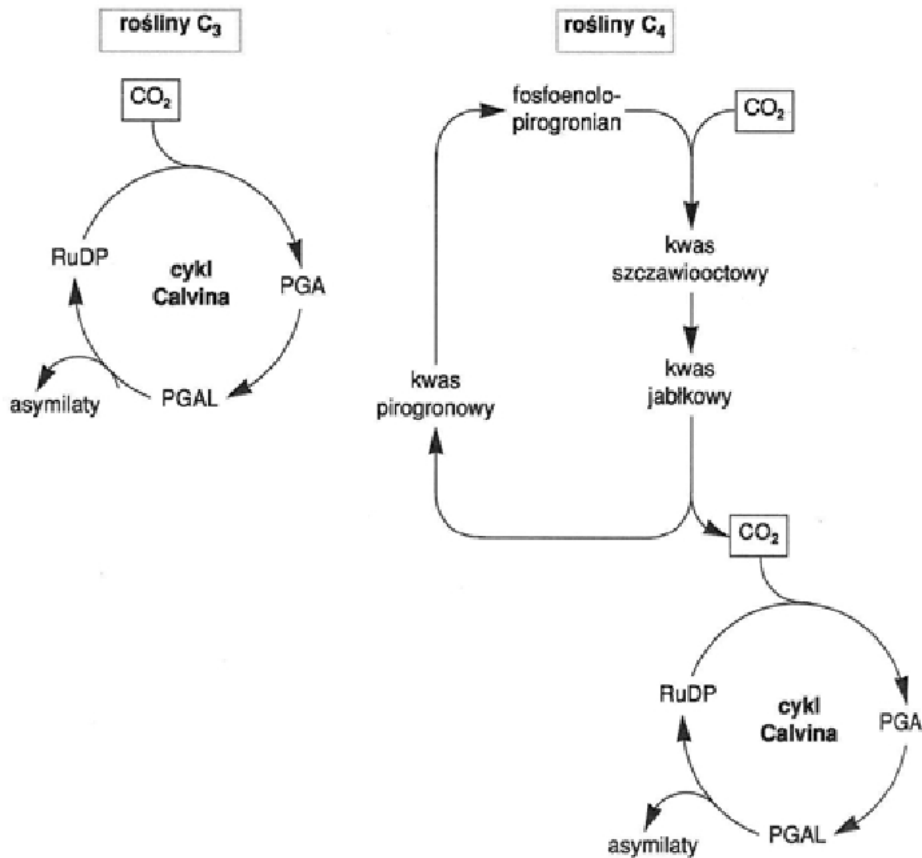 rośliny C₃
CO₂
RuDP
cykl
Calvina
PGA
asymilaty
PGAL
rośliny C₄
fosfoenolo-
pirogronian
CO₂
kwas
szczawiooctowy
kwas
jabłkowy
kwas
pirogronowy
CO₂
RuDP
cykl
Calvina
PGA
asymilaty
PGAL